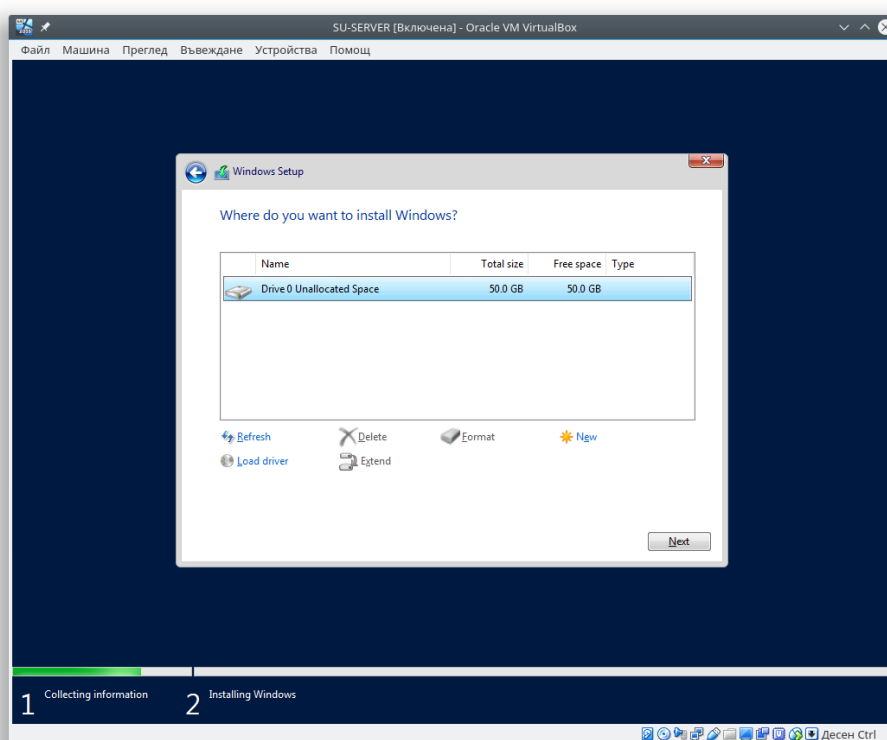 SU-SERVER [Включена] - Oracle VM VirtualBox
Файл Машина Преглед Въвеждане Устройства Помощ
Windows Setup
Where do you want to install Windows?
Name Total size Free space Type
Drive 0 Unallocated Space 50.0 GB 50.0 GB
Refresh Delete Format New
Load driver Extend
Next
1 Collecting information 2 Installing Windows
Десен Ctrl